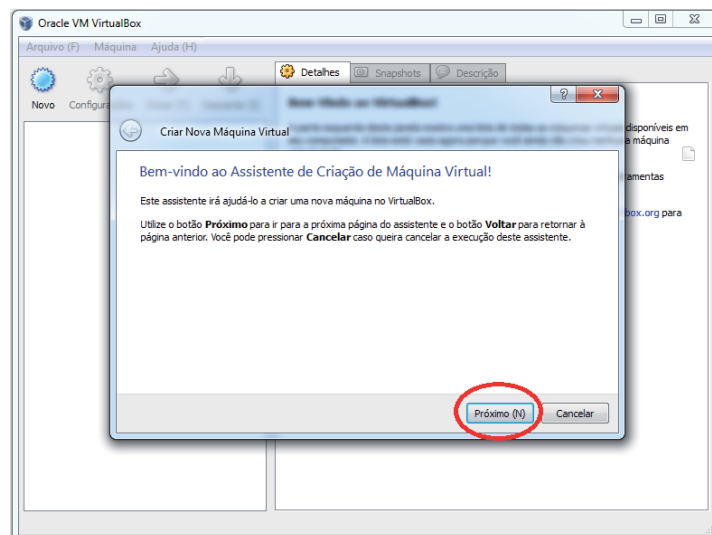 Oracle VM VirtualBox
Arquivo (F) Máquina Ajuda (H)
Novo
Detalhes Snapshots Descrição
Criar Nova Máquina Virtual
disponíveis em
a máquina
box.org para
Bem-vindo ao Assistente de Criação de Máquina Virtual!
Este assistente irá ajudá-lo a criar uma nova máquina no VirtualBox.
Utilize o botão Próximo para ir para a próxima página do assistente e o botão Voltar para retornar à
página anterior. Você pode pressionar Cancelar caso queira cancelar a execução deste assistente.
Próximo (N) Cancelar